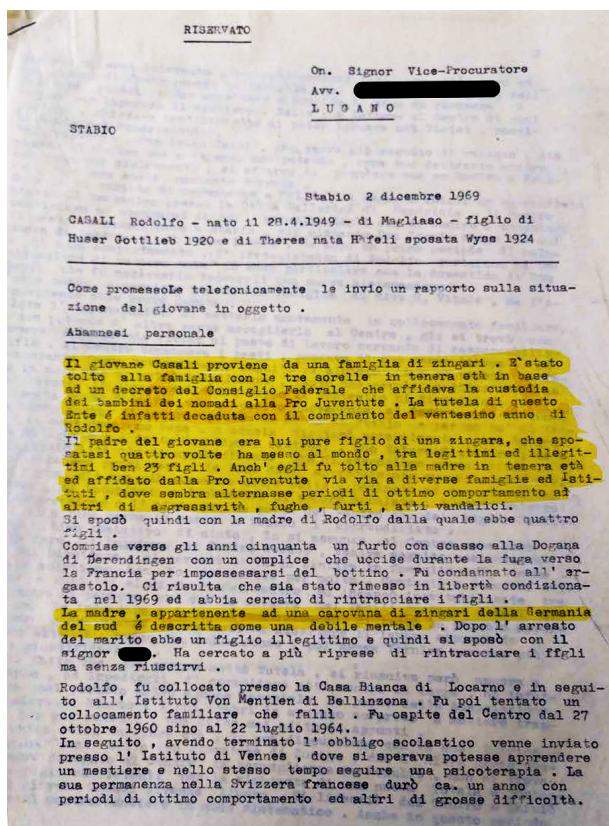 RISERVATO
On. Signor Vice-Procuratore
Avv.
LUGANO
STABIO
Stabio 2 dicembre 1969
CASALI Rodolfo - nato il 28.4.1949 - di Magliaso - figlio di
Huser Gottlieb 1920 e di Theres nata Häfeli sposata Wyss 1924
Come promessoLe telefonicamente le invio un rapporto sulla situa-
zione del giovane in oggetto .
Anamnesi personale
Il giovane Casali proviene da una famiglia di zingari . E'stato
tolto alla famiglia con le tre sorelle in tenera età in base
ad un decreto del Consiglio Federale che affidava la custodia
dei bambini dei nomadi alla Pro Juventute . La tutela di questo
Ente é infatti decaduta con il compimento del ventesimo anno di
Rodolfo .
Il padre del giovane era lui pure figlio di una zingara, che spo-
satasi quattro volte ha messo al mondo , tra legittimi ed illegit-
timi ben 23 figli . Anch' egli fu tolto alla madre in tenera età
ed affidato dalla Pro Juventute via via a diverse famiglie ed Isti-
tuti , dove sembra alternasse periodi di ottimo comportamento ad
altri di aggressività , fughe , furti , atti vandalici.
Si sposò quindi con la madre di Rodolfo dalla quale ebbe quattro
figli .
Commise verso gli anni cinquanta un furto con scasso alla Dogana
di Derendingen con un complice che uccise durante la fuga verso
la Francia per impossessarsi del bottino . Fu condannato all' er-
gastolo. Ci risulta che sia stato rimesso in libertà condiziona-
ta nel 1969 ed abbia cercato di rintracciare i figli .
La madre , appartenente ad una carovana di zingari della Germania
del sud é descritta come una debile mentale . Dopo l' arresto
del marito ebbe un figlio illegittimo e quindi si sposò con il
signor . Ha cercato a più riprese di rintracciare i ffgli
ma senza riuscirvi .
Rodolfo fu collocato presso la Casa Bianca di Locarno e in segui-
to all' Istituto Von Mentlen di Bellinzona . Fu poi tentato un
collocamento familiare che fallì . Fu ospite del Centro dal 27
ottobre 1960 sino al 22 luglio 1964.
In seguito , avendo terminato l' obbligo scolastico venne inviato
presso l' Istituto di Vennes , dove si sperava potesse apprendere
un mestiere e nello stesso tempo seguire una psicoterapia . La
sua permanenza nella Svizzera francese durò ca. un anno con
periodi di ottimo comportamento ed altri di grosse difficoltà.